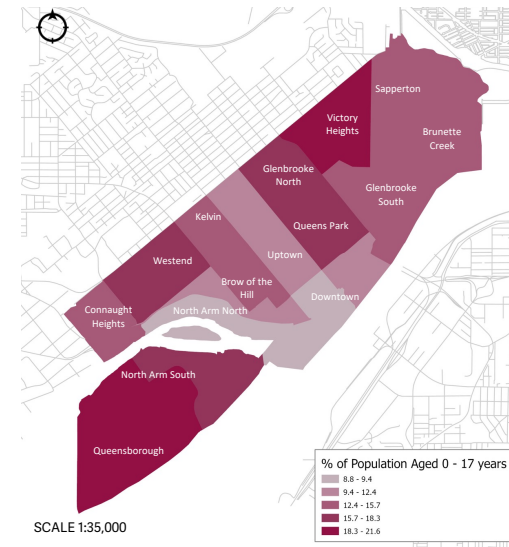 Sapperton
Victory
Heights
Brunette
Creek
Glenbrooke
North
Glenbrooke
South
Kelvin
Queens Park
Uptown
Westend
Brow of the
Hill
Downtown
Connaught
Heights
North Arm North
North Arm South
Queensborough
% of Population Aged 0 - 17 years
8.8 - 9.4
9.4 - 12.4
12.4 - 15.7
15.7 - 18.3
18.3 - 21.6
SCALE 1:35,000